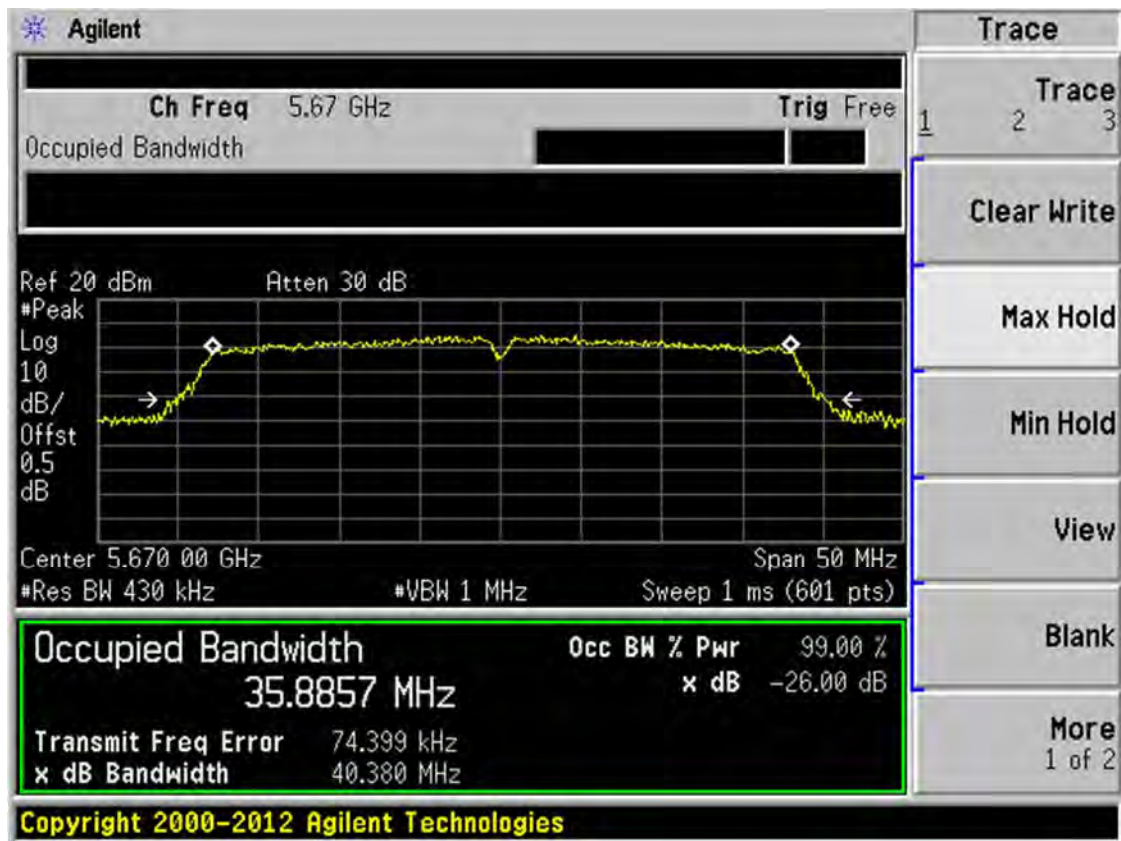 Agilent
Trace
Ch Freq 5.67 GHz Trig Free
Occupied Bandwidth
Trace
1 2 3
Clear Write
Max Hold
Min Hold
View
Blank
More
1 of 2
Ref 20 dBm Atten 30 dB
#Peak
Log
10
dB/
Offst
0.5
dB
Center 5.670 00 GHz Span 50 MHz
#Res BW 430 kHz #VBW 1 MHz Sweep 1 ms (601 pts)
Occupied Bandwidth
35.8857 MHz
Occ BW % Pwr 99.00 %
x dB -26.00 dB
Transmit Freq Error 74.399 kHz
x dB Bandwidth 40.380 MHz
Copyright 2000-2012 Agilent Technologies